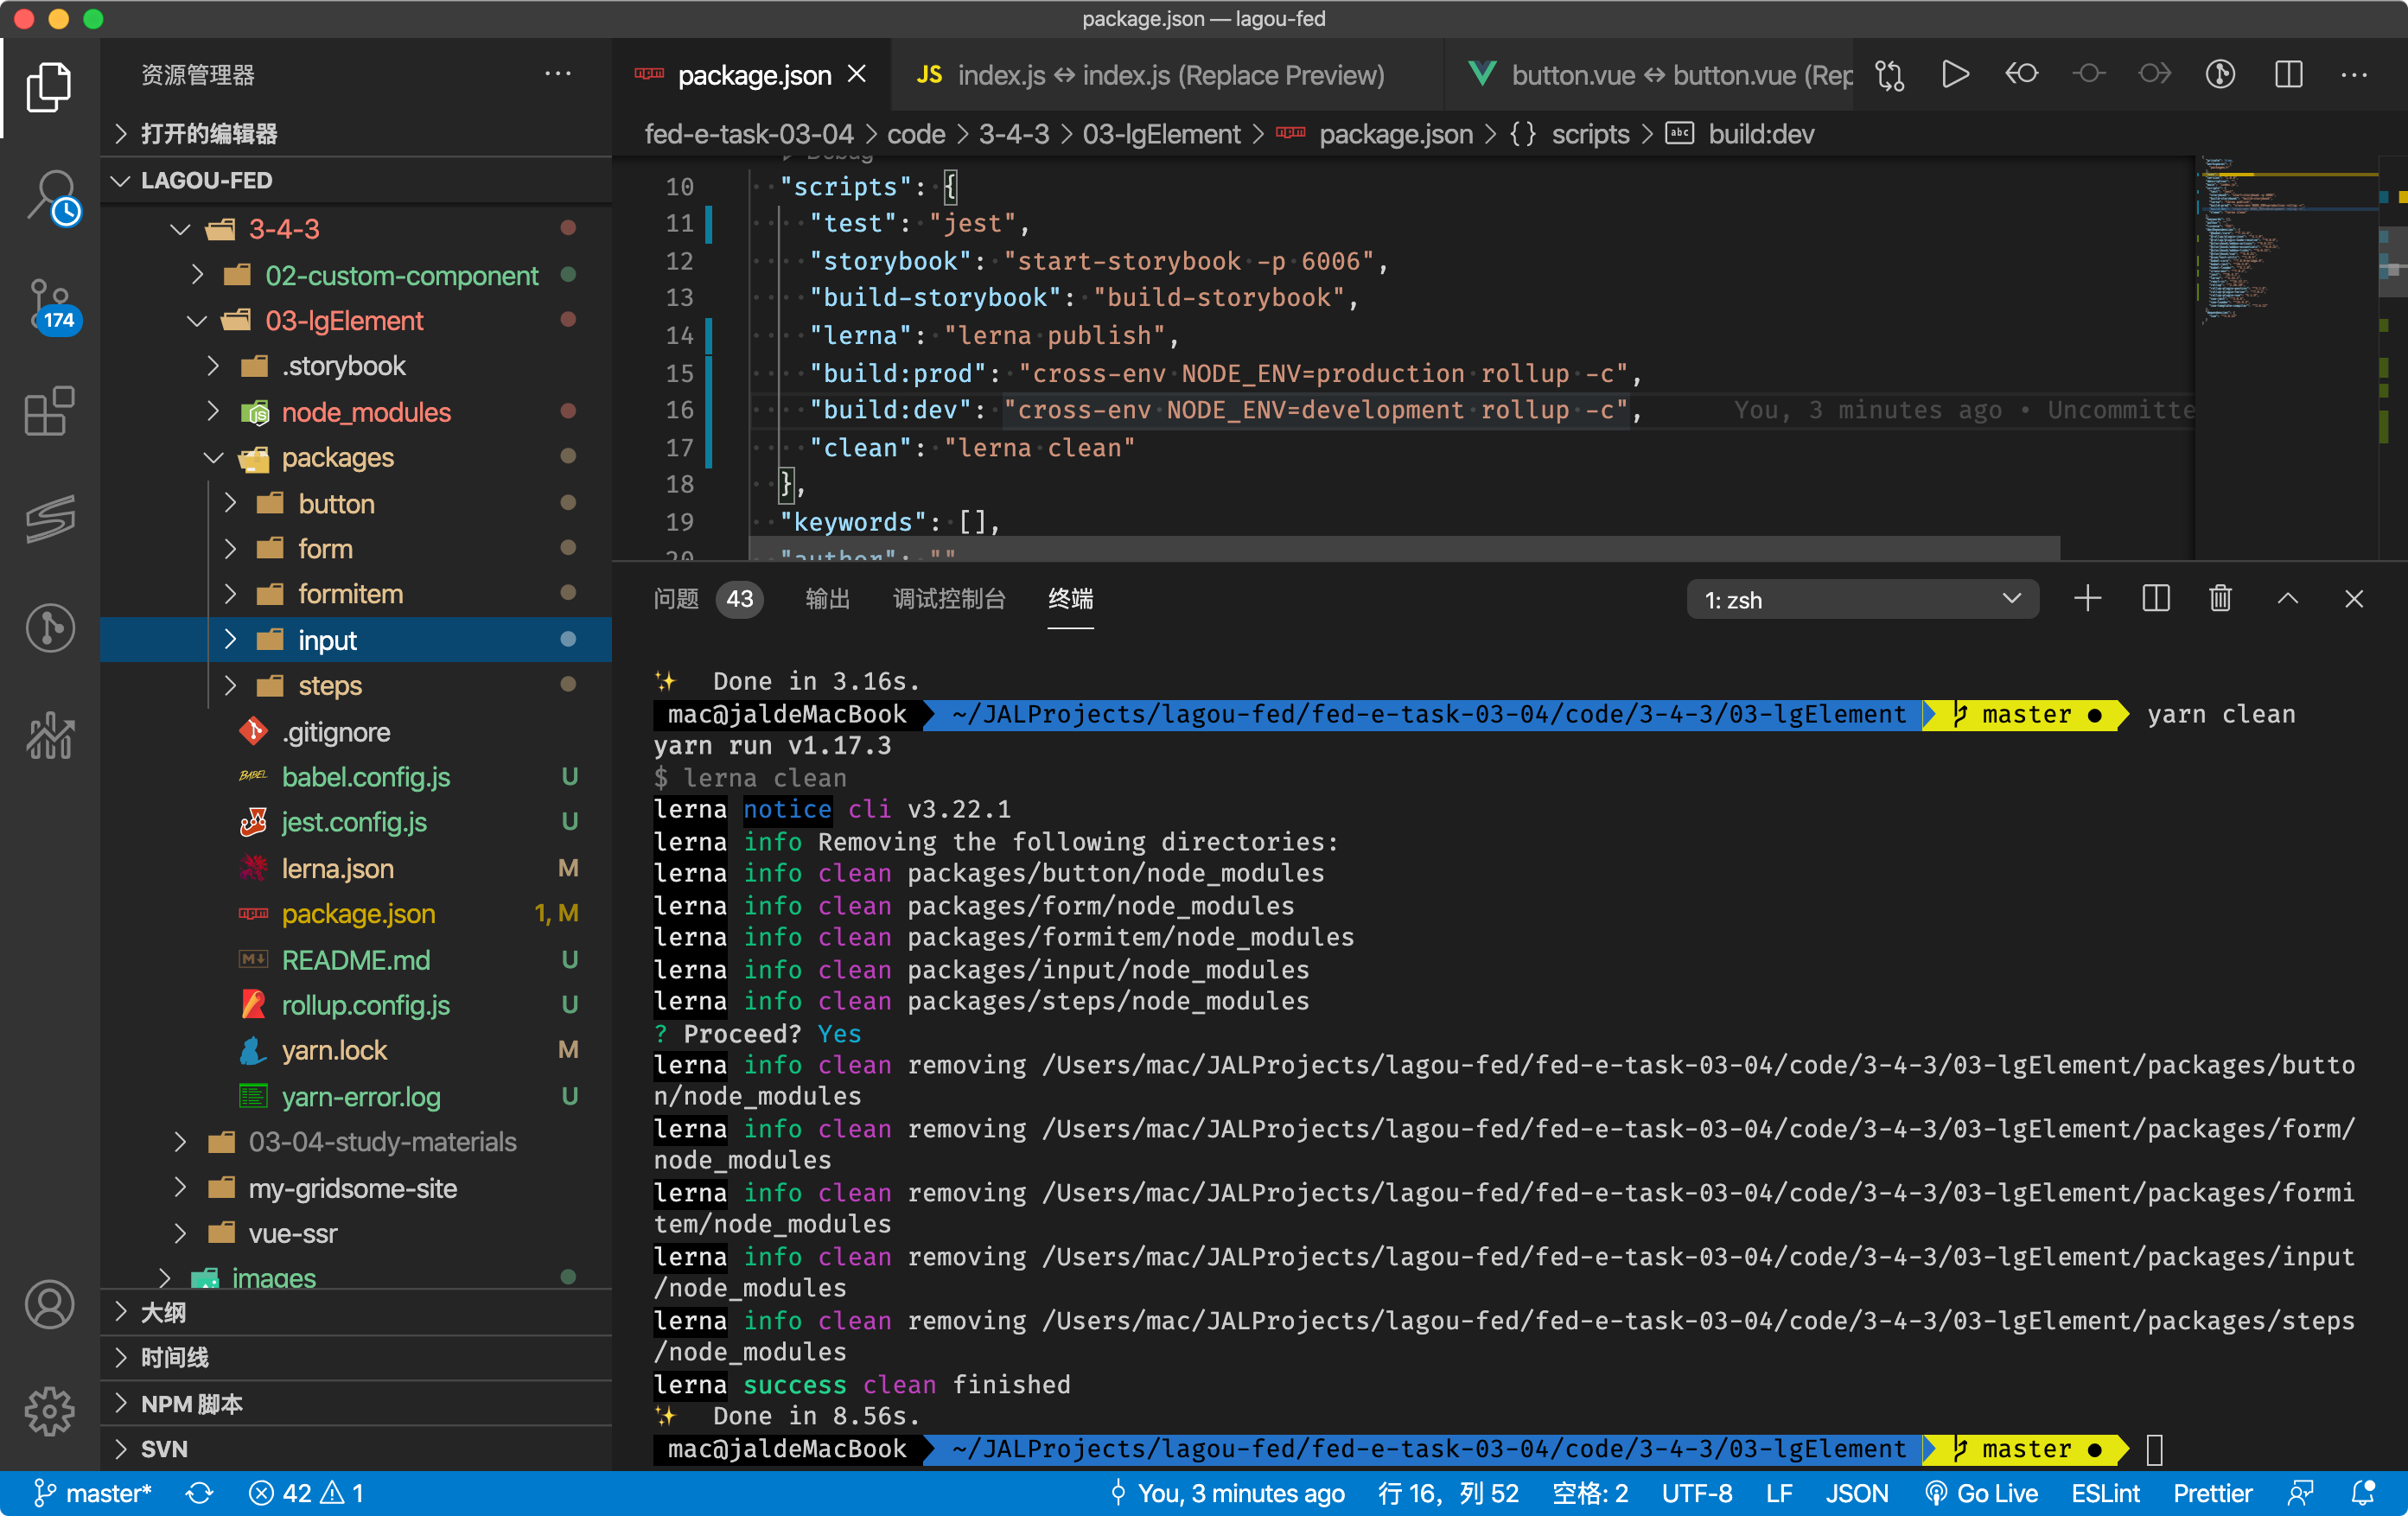 package.json — lagou-fed
资源管理器
打开的编辑器
LAGOU-FED
3-4-3
02-custom-component
03-lgElement
.storybook
node_modules
packages
button
form
formitem
input
steps
.gitignore
babel.config.js U
jest.config.js U
lerna.json M
package.json 1, M
README.md U
rollup.config.js U
yarn.lock M
yarn-error.log U
03-04-study-materials
my-gridsome-site
vue-ssr
images
大纲
时间线
NPM 脚本
SVN
174
package.json
JS index.js ↔ index.js (Replace Preview)
button.vue ↔ button.vue (Rep
fed-e-task-03-04 > code > 3-4-3 > 03-lgElement > package.json > {} scripts > abc build:dev
Debug
10 "scripts": {
11 "test": "jest",
12 "storybook": "start-storybook -p 6006",
13 "build-storybook": "build-storybook",
14 "lerna": "lerna publish",
15 "build:prod": "cross-env NODE_ENV=production rollup -c",
16 "build:dev": "cross-env NODE_ENV=development rollup -c", You, 3 minutes ago • Uncommitte
17 "clean": "lerna clean"
18 },
19 "keywords": [],
20 "author": ""
问题 43 输出 调试控制台 终端 1: zsh
✨ Done in 3.16s.
mac@jaldeMacBook ~/JALProjects/lagou-fed/fed-e-task-03-04/code/3-4-3/03-lgElement master ● yarn clean
yarn run v1.17.3
$ lerna clean
lerna notice cli v3.22.1
lerna info Removing the following directories:
lerna info clean packages/button/node_modules
lerna info clean packages/form/node_modules
lerna info clean packages/formitem/node_modules
lerna info clean packages/input/node_modules
lerna info clean packages/steps/node_modules
? Proceed? Yes
lerna info clean removing /Users/mac/JALProjects/lagou-fed/fed-e-task-03-04/code/3-4-3/03-lgElement/packages/butto
n/node_modules
lerna info clean removing /Users/mac/JALProjects/lagou-fed/fed-e-task-03-04/code/3-4-3/03-lgElement/packages/form/
node_modules
lerna info clean removing /Users/mac/JALProjects/lagou-fed/fed-e-task-03-04/code/3-4-3/03-lgElement/packages/formi
tem/node_modules
lerna info clean removing /Users/mac/JALProjects/lagou-fed/fed-e-task-03-04/code/3-4-3/03-lgElement/packages/input
/node_modules
lerna info clean removing /Users/mac/JALProjects/lagou-fed/fed-e-task-03-04/code/3-4-3/03-lgElement/packages/steps
/node_modules
lerna success clean finished
✨ Done in 8.56s.
mac@jaldeMacBook ~/JALProjects/lagou-fed/fed-e-task-03-04/code/3-4-3/03-lgElement master ●
master* 42 1 You, 3 minutes ago 行 16，列 52 空格: 2 UTF-8 LF JSON Go Live ESLint Prettier